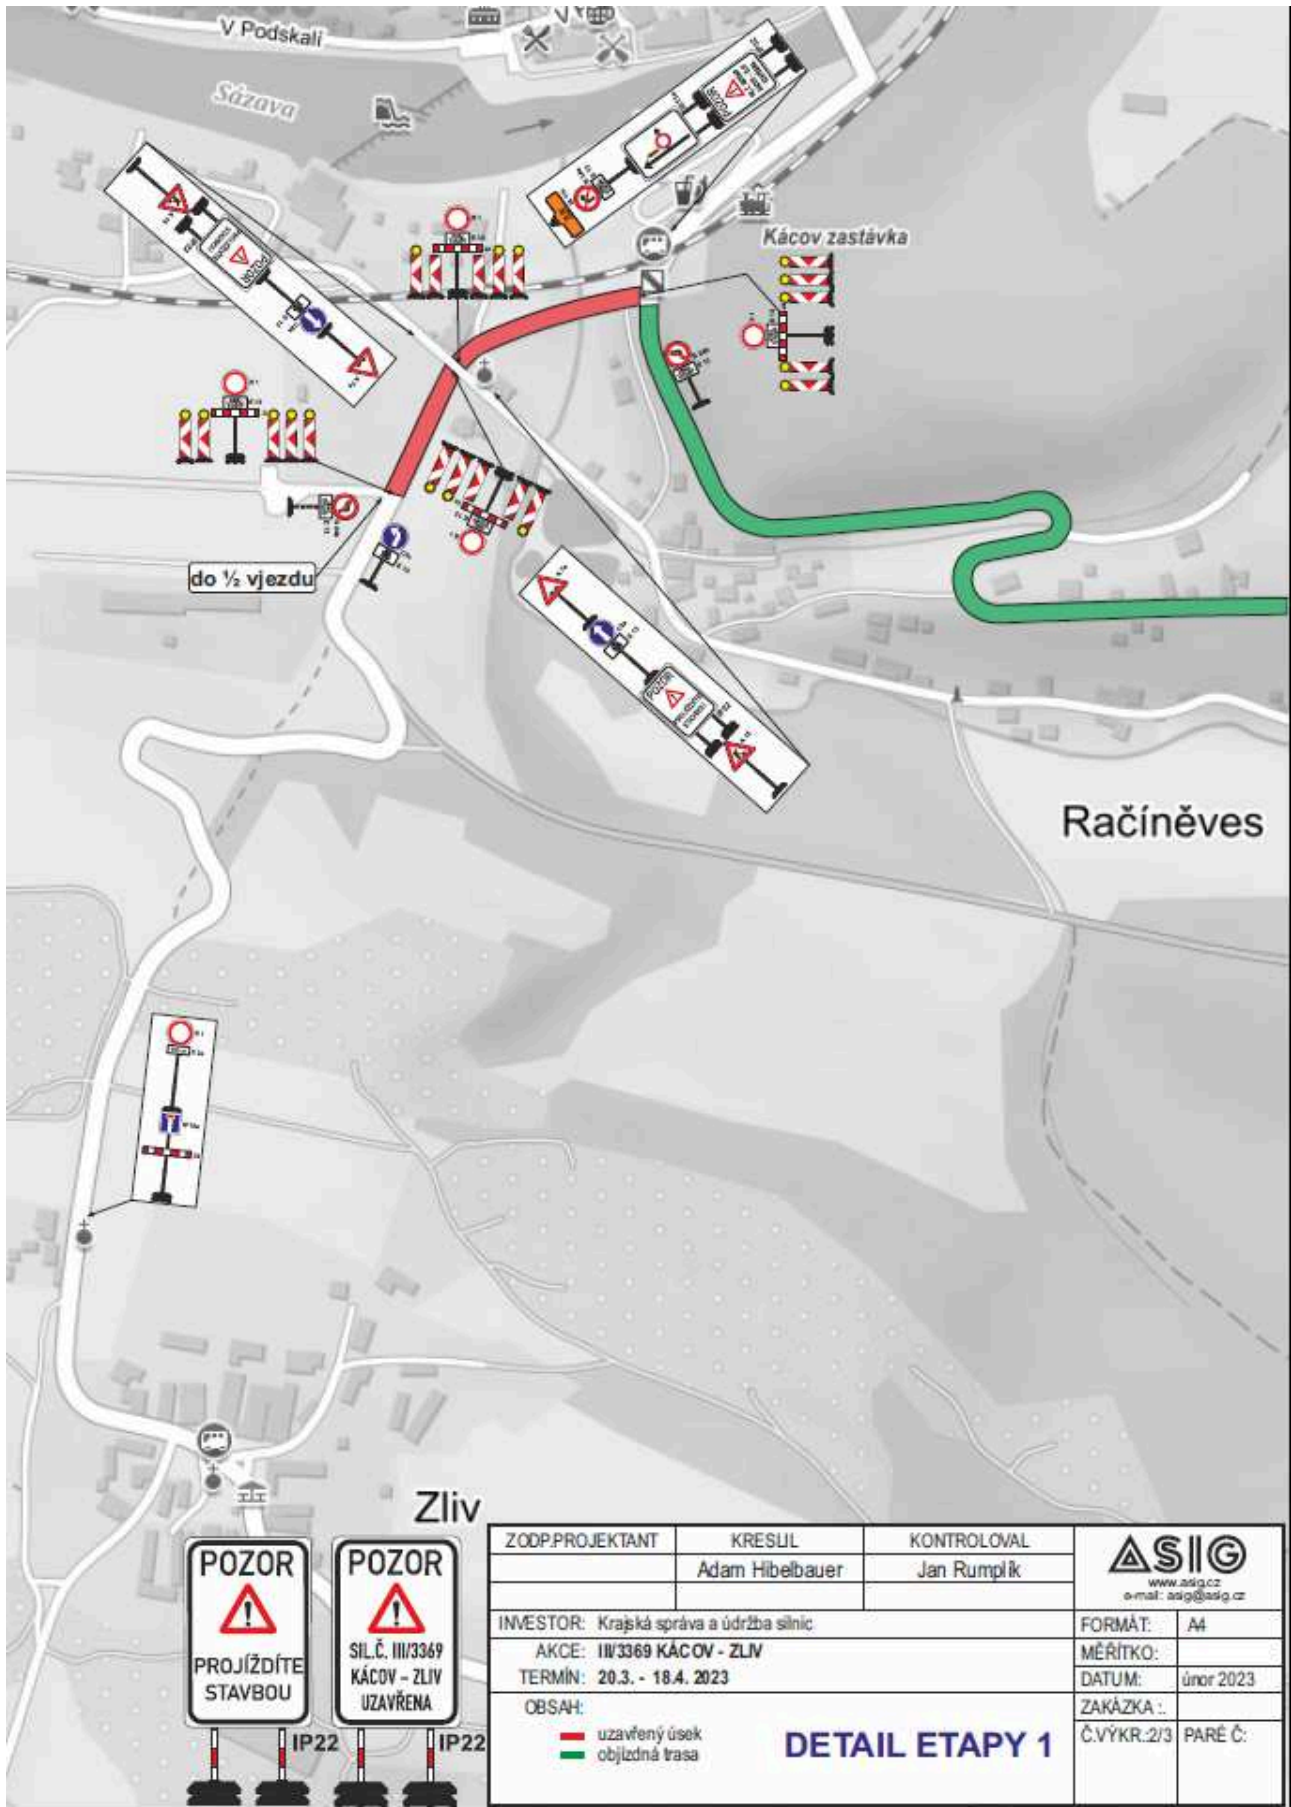 V Podskalí
Sázava
Kácov zastávka
do ½ vjezdu
POZOR
PROJÍŽDÍTE
STAVBOU
Račíněves
Zliv
POZOR
PROJÍŽDÍTE
STAVBOU
IP22
POZOR
SIL.Č. III/3369
KÁCOV – ZLIV
UZAVŘENA
IP22
ZODP.PROJEKTANT KRESLIL KONTROLOVAL
Adam Hibelbauer Jan Rumplík
ASIG
www.asig.cz
e-mail: asig@asig.cz
INVESTOR: Krajská správa a údržba silnic
AKCE: III/3369 KÁCOV - ZLIV
TERMÍN: 20.3. - 18.4. 2023
OBSAH:
uzavřený úsek
objízdná trasa
DETAIL ETAPY 1
FORMÁT: A4
MĚŘÍTKO:
DATUM: únor 2023
ZAKÁZKA :.
Č.VÝKR.:2/3 PARÉ Č: